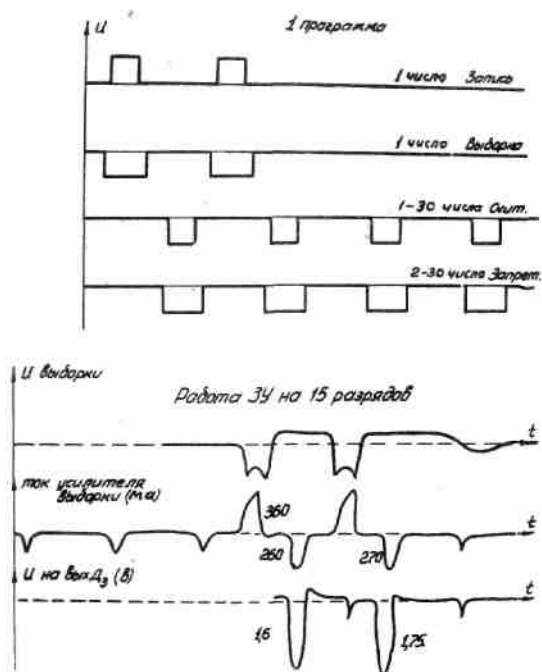 U
1 программа
1 число Запись
1 число Выборка
1-30 числа Счит.
2-30 числа Запрет.
U выборки
Работа ЗУ на 15 разрядов
t
ток усилителя
выборки (ма)
360
t
260
270
U на вых Д₃ (в)
t
1,6
1,75